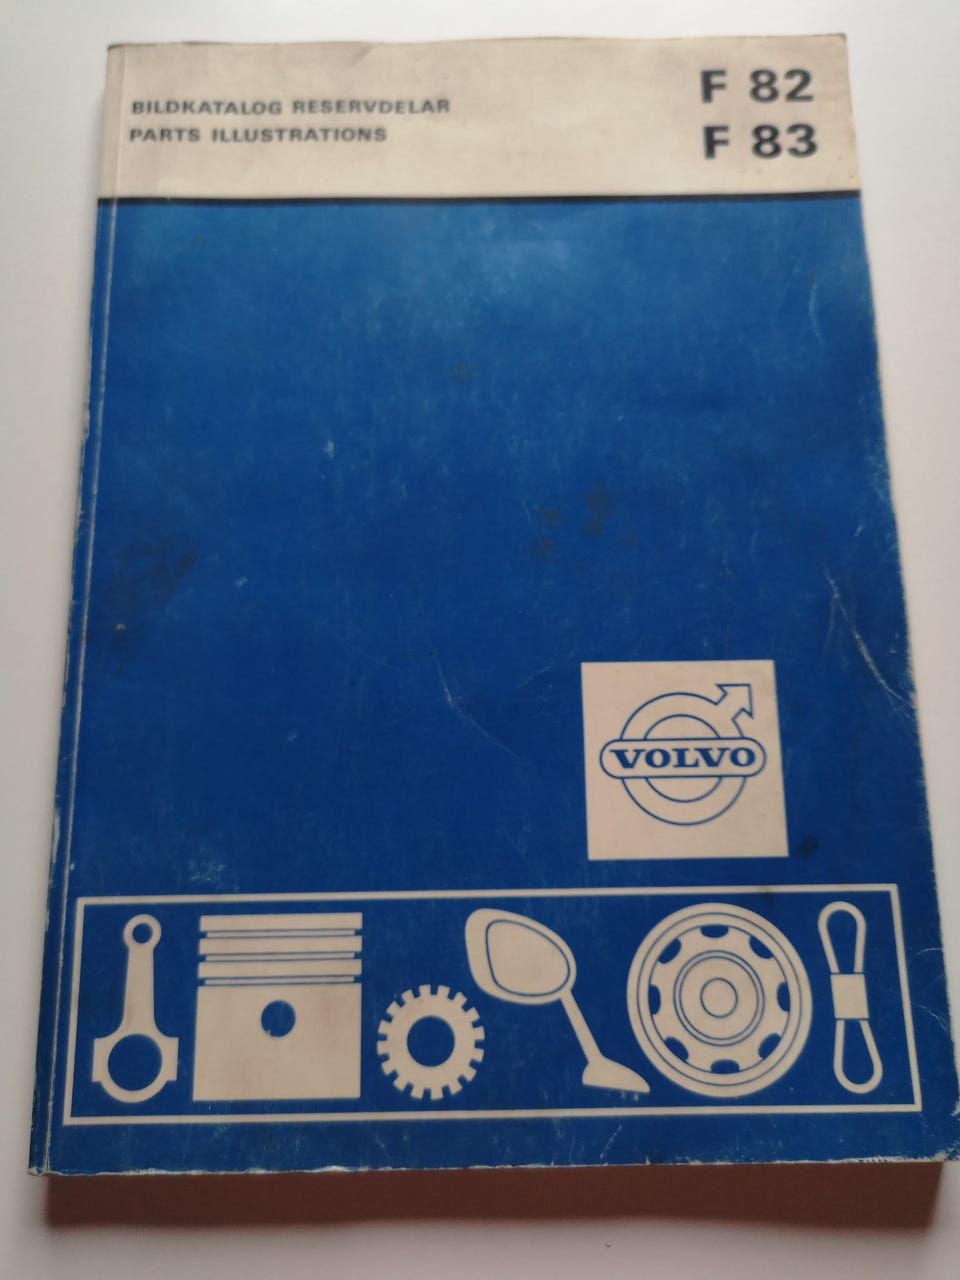 BILDKATALOG RESERVDELAR
PARTS ILLUSTRATIONS
F 82
F 83
VOLVO